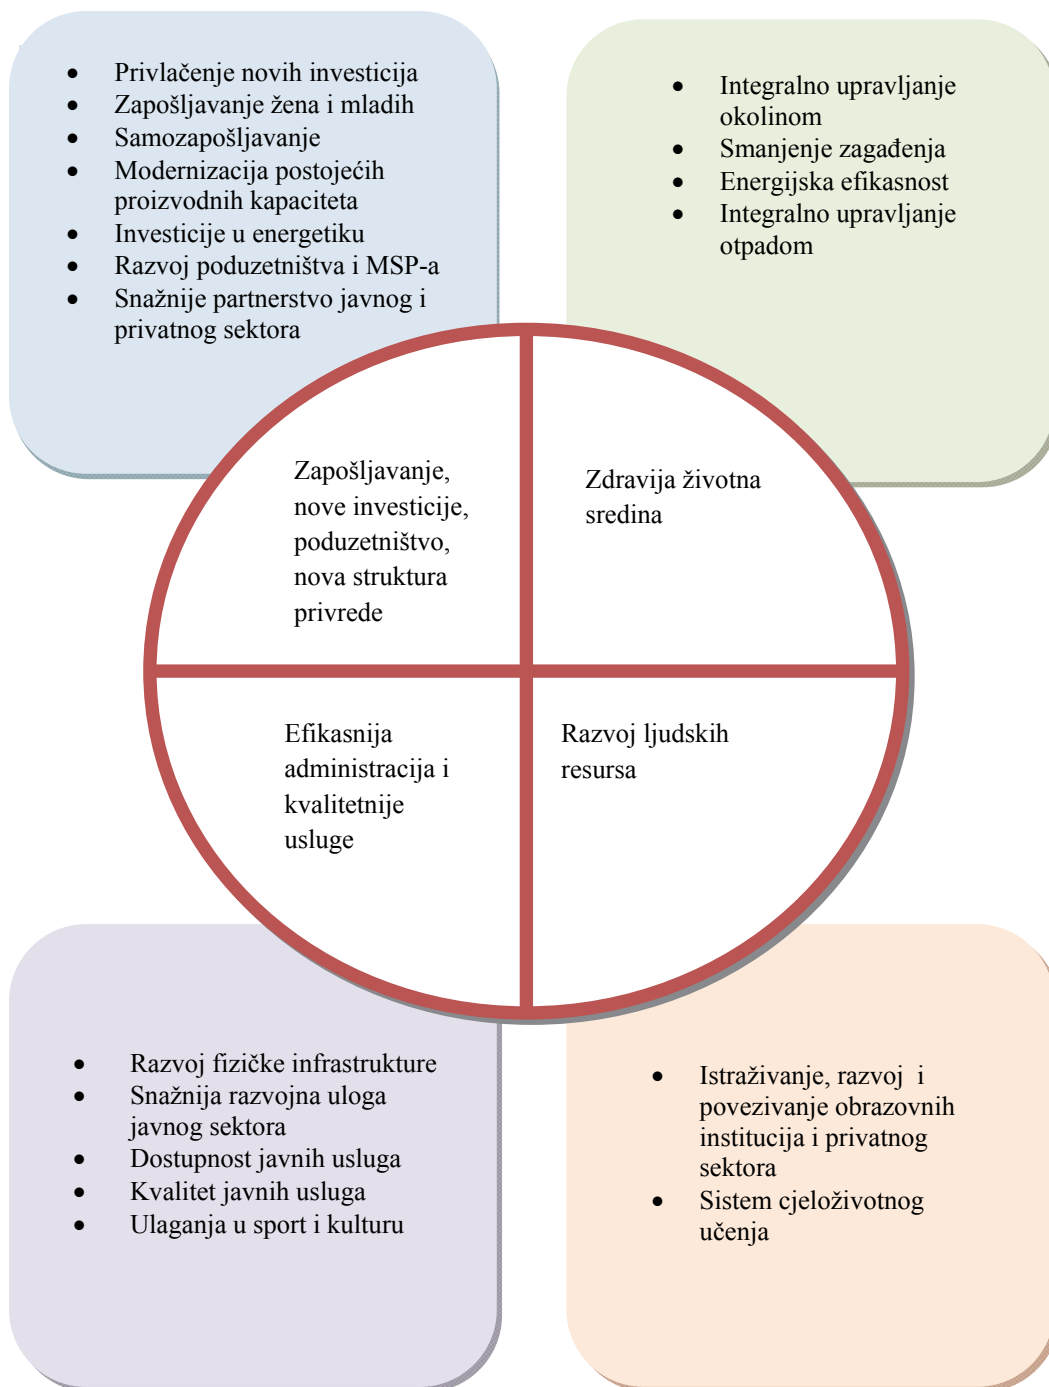 • Privlačenje novih investicija
• Zapošljavanje žena i mladih
• Samozapošljavanje
• Modernizacija postojećih
proizvodnih kapaciteta
• Investicije u energetiku
• Razvoj poduzetništva i MSP-a
• Snažnije partnerstvo javnog i
privatnog sektora
• Integralno upravljanje
okolinom
• Smanjenje zagađenja
• Energijska efikasnost
• Integralno upravljanje
otpadom
Zapošljavanje,
nove investicije,
poduzetništvo,
nova struktura
privrede
Zdravija životna
sredina
Efikasnija
administracija i
kvalitetnije
usluge
Razvoj ljudskih
resursa
• Razvoj fizičke infrastrukture
• Snažnija razvojna uloga
javnog sektora
• Dostupnost javnih usluga
• Kvalitet javnih usluga
• Ulaganja u sport i kulturu
• Istraživanje, razvoj i
povezivanje obrazovnih
institucija i privatnog
sektora
• Sistem cjeloživotnog
učenja